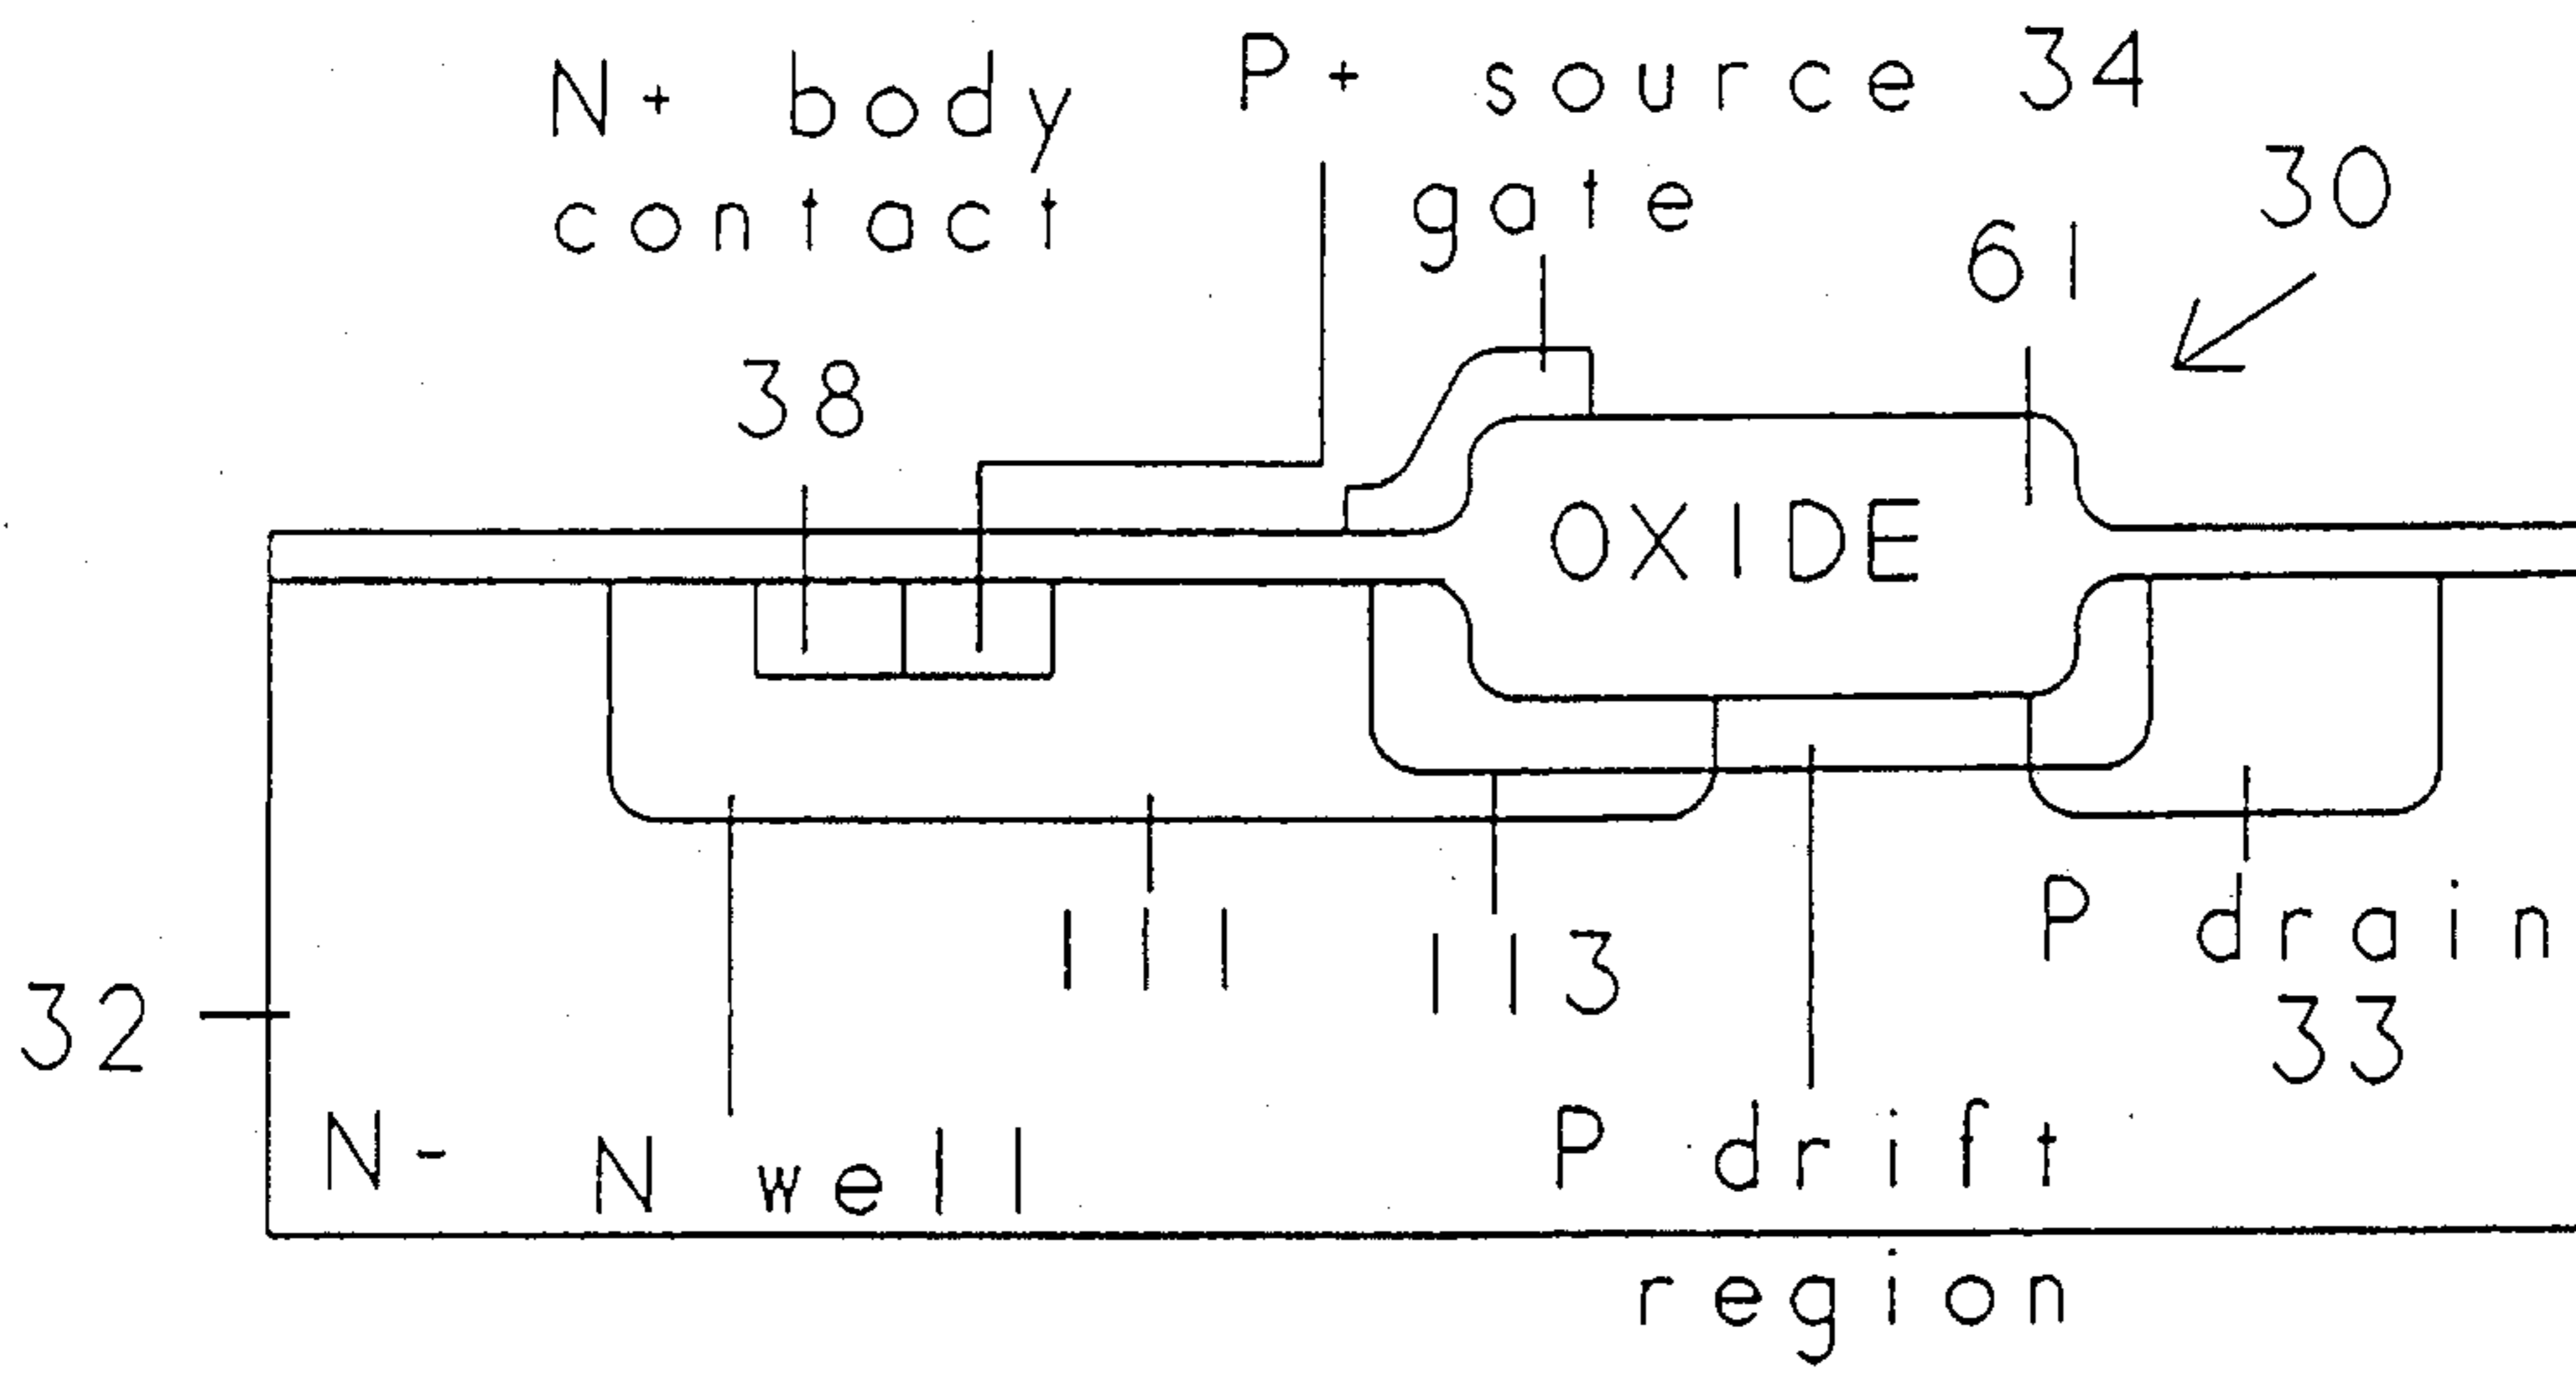 N+ body
contact
P+ source 34
gate
30
61
38
OXIDE
111
113
P drain
33
32
N-
N well
P drift
region